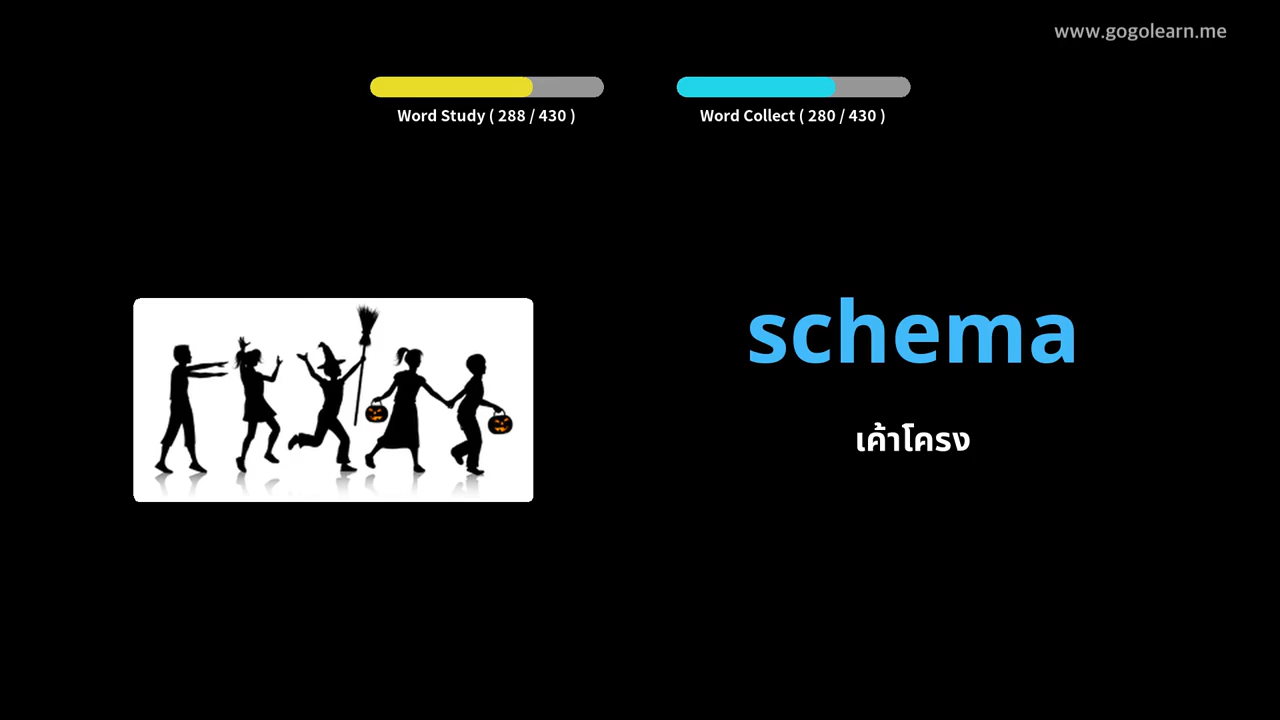 www.gogolearn.me
Word Study ( 288 / 430 )
Word Collect ( 280 / 430 )
schema
เค้าโครง